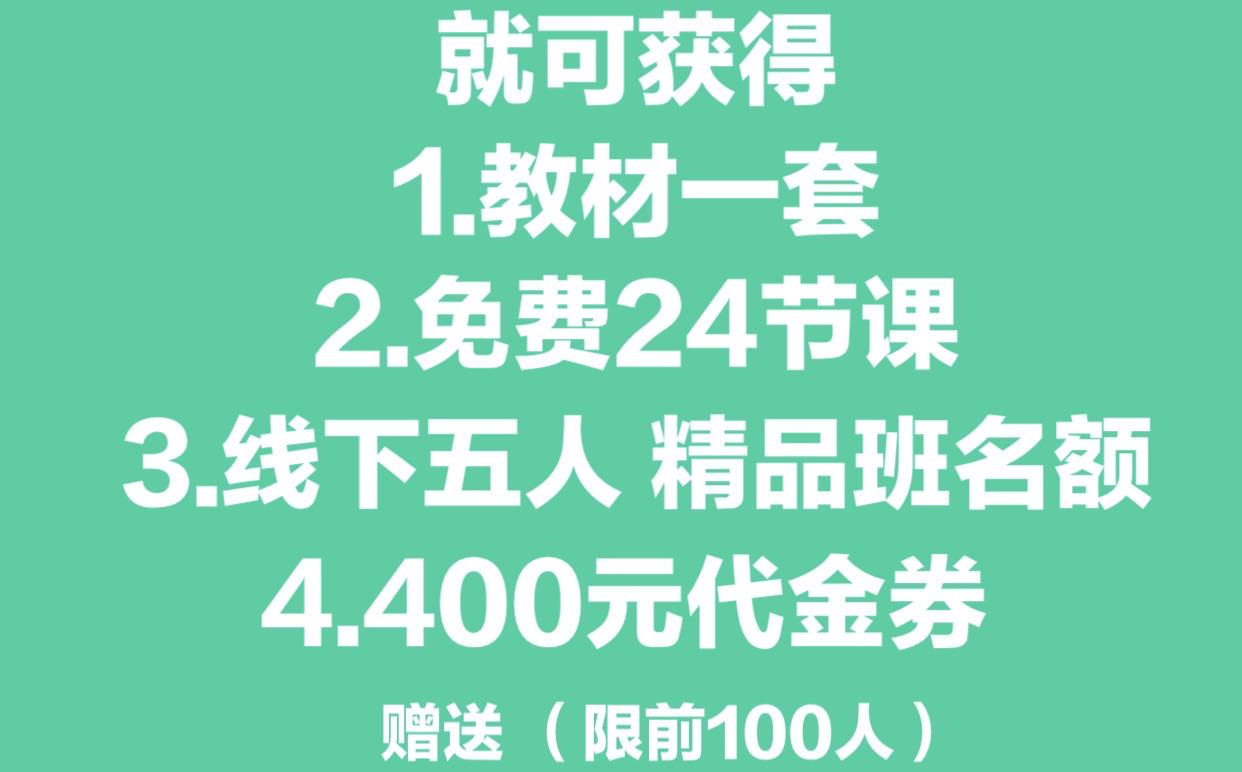 就可获得
1.教材一套
2.免费24节课
3.线下五人 精品班名额
4.400元代金券
赠送（限前100人）